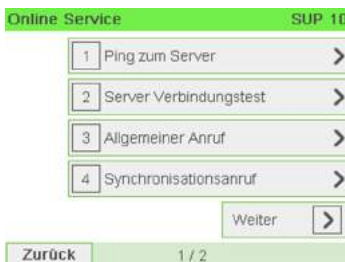 Online Service SUP 10
1 Ping zum Server
2 Server Verbindungstest
3 Allgemeiner Anruf
4 Synchronisationsanruf
Weiter
Zurück 1 / 2